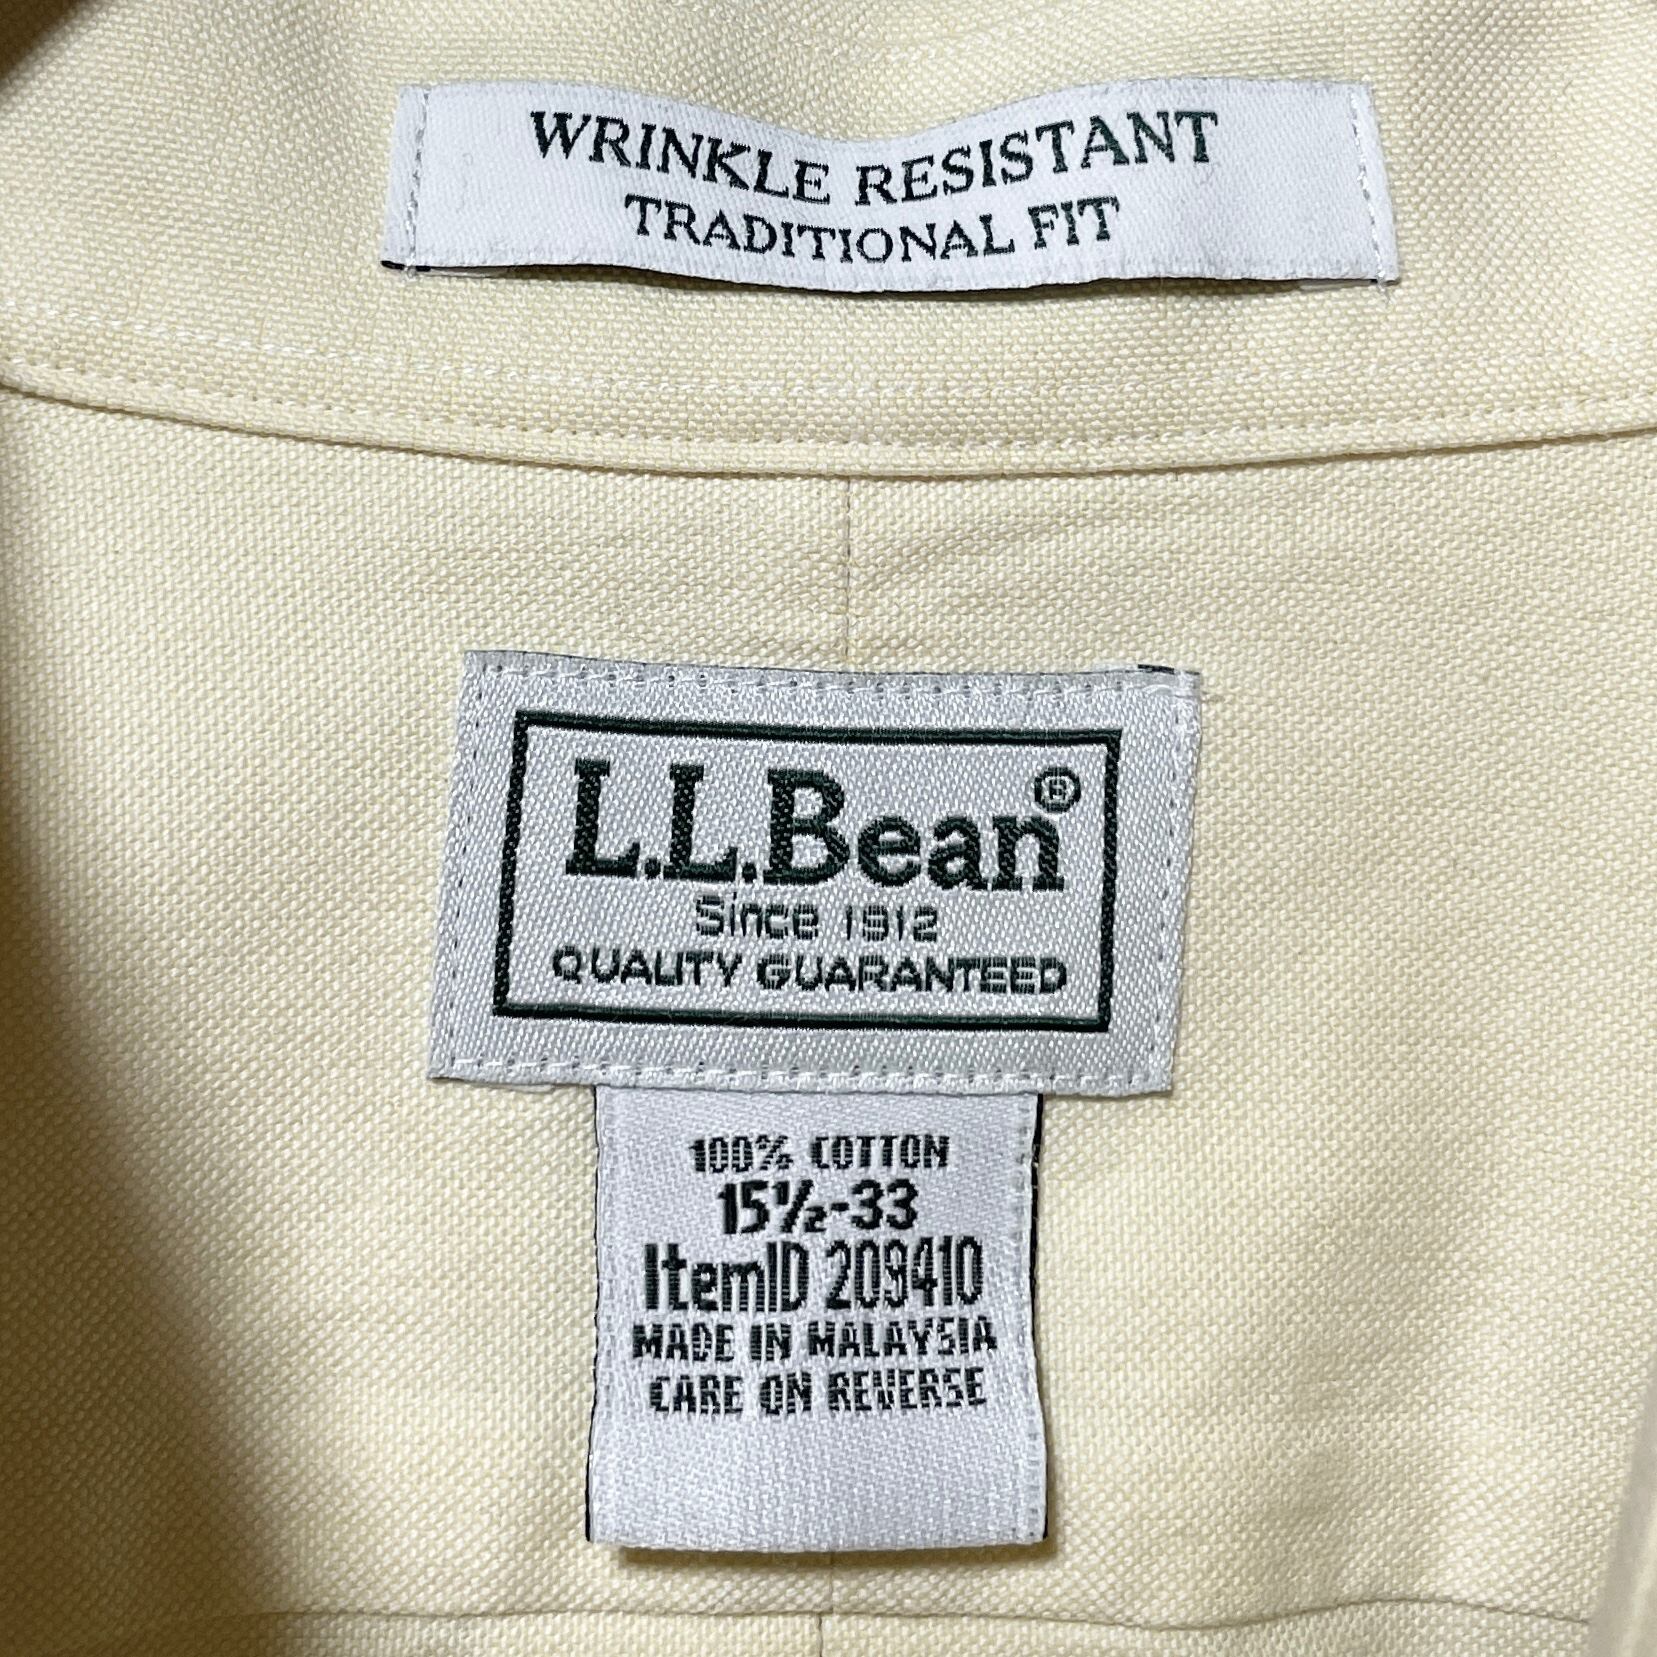 WRINKLE RESISTANT
TRADITIONAL FIT
L.L.Bean®
Since 1912
QUALITY GUARANTEED
100% COTTON
15½-33
ItemID 209410
MADE IN MALAYSIA
CARE ON REVERSE